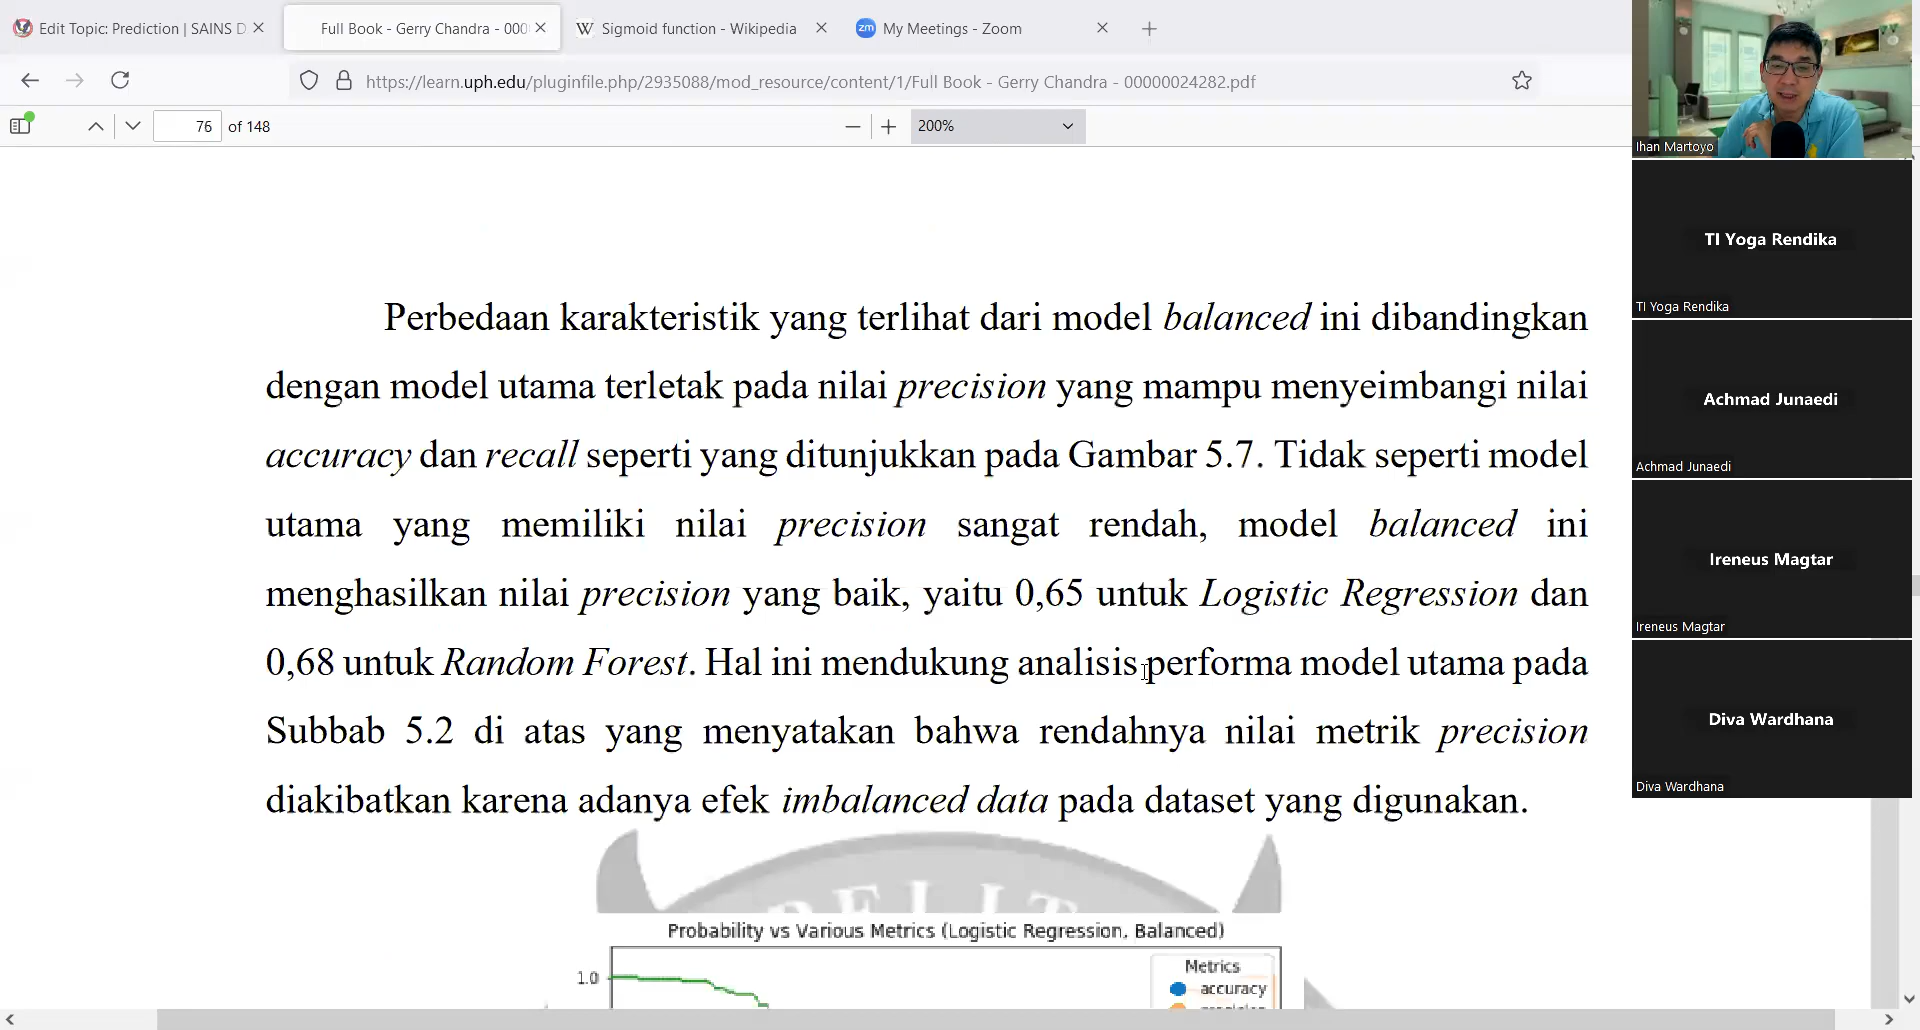 Edit Topic: Prediction | SAINS D
Full Book - Gerry Chandra - 000
Sigmoid function - Wikipedia
zm My Meetings - Zoom
https://learn.uph.edu/pluginfile.php/2935088/mod_resource/content/1/Full Book - Gerry Chandra - 00000024282.pdf
76 of 148
200%
Perbedaan karakteristik yang terlihat dari model balanced ini dibandingkan
dengan model utama terletak pada nilai precision yang mampu menyeimbangi nilai
accuracy dan recall seperti yang ditunjukkan pada Gambar 5.7. Tidak seperti model
utama yang memiliki nilai precision sangat rendah, model balanced ini
menghasilkan nilai precision yang baik, yaitu 0,65 untuk Logistic Regression dan
0,68 untuk Random Forest. Hal ini mendukung analisis performa model utama pada
Subbab 5.2 di atas yang menyatakan bahwa rendahnya nilai metrik precision
diakibatkan karena adanya efek imbalanced data pada dataset yang digunakan.
Probability vs Various Metrics (Logistic Regression, Balanced)
1.0
Metrics
accuracy
Ihan Martoyo
TI Yoga Rendika
TI Yoga Rendika
Achmad Junaedi
Achmad Junaedi
Ireneus Magtar
Ireneus Magtar
Diva Wardhana
Diva Wardhana